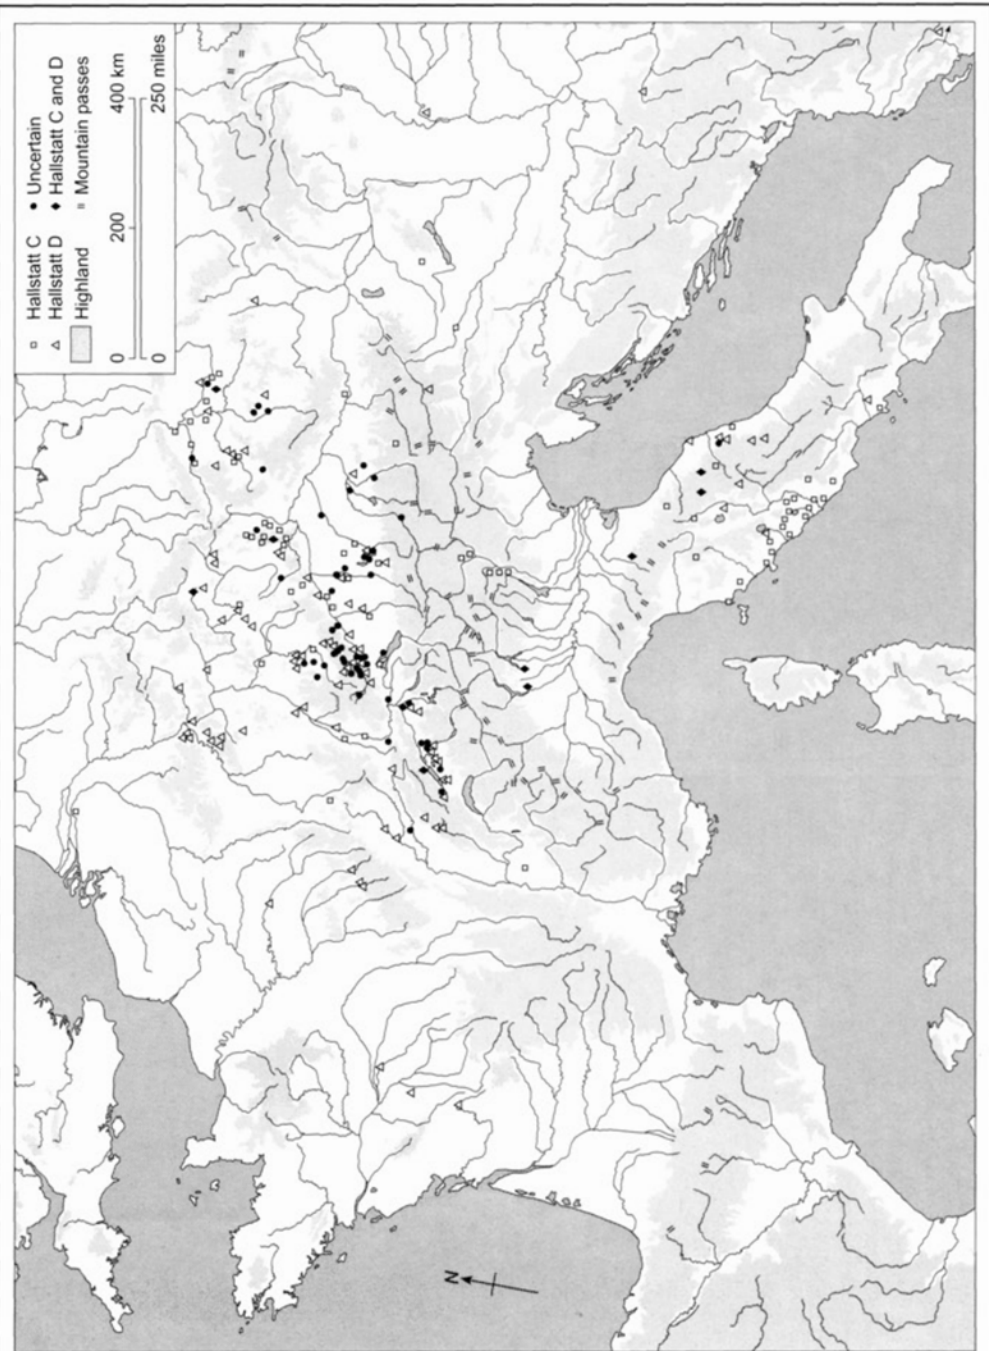 Hallstatt C
Hallstatt D
Highland
Uncertain
Hallstatt C and D
Mountain passes
0 200 400 km
0 250 miles
N